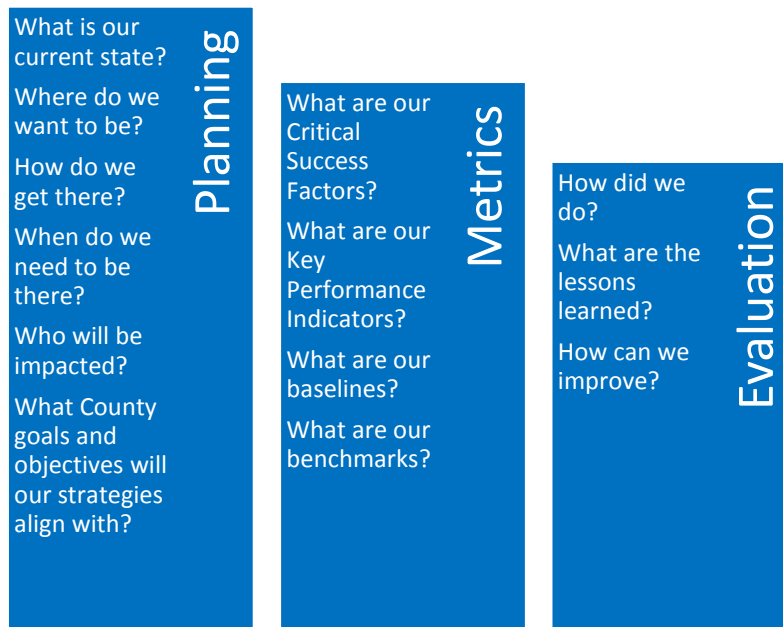 Planning
What is our
current state?
Where do we
want to be?
How do we
get there?
When do we
need to be
there?
Who will be
impacted?
What County
goals and
objectives will
our strategies
align with?
Metrics
What are our
Critical
Success
Factors?
What are our
Key
Performance
Indicators?
What are our
baselines?
What are our
benchmarks?
Evaluation
How did we
do?
What are the
lessons
learned?
How can we
improve?